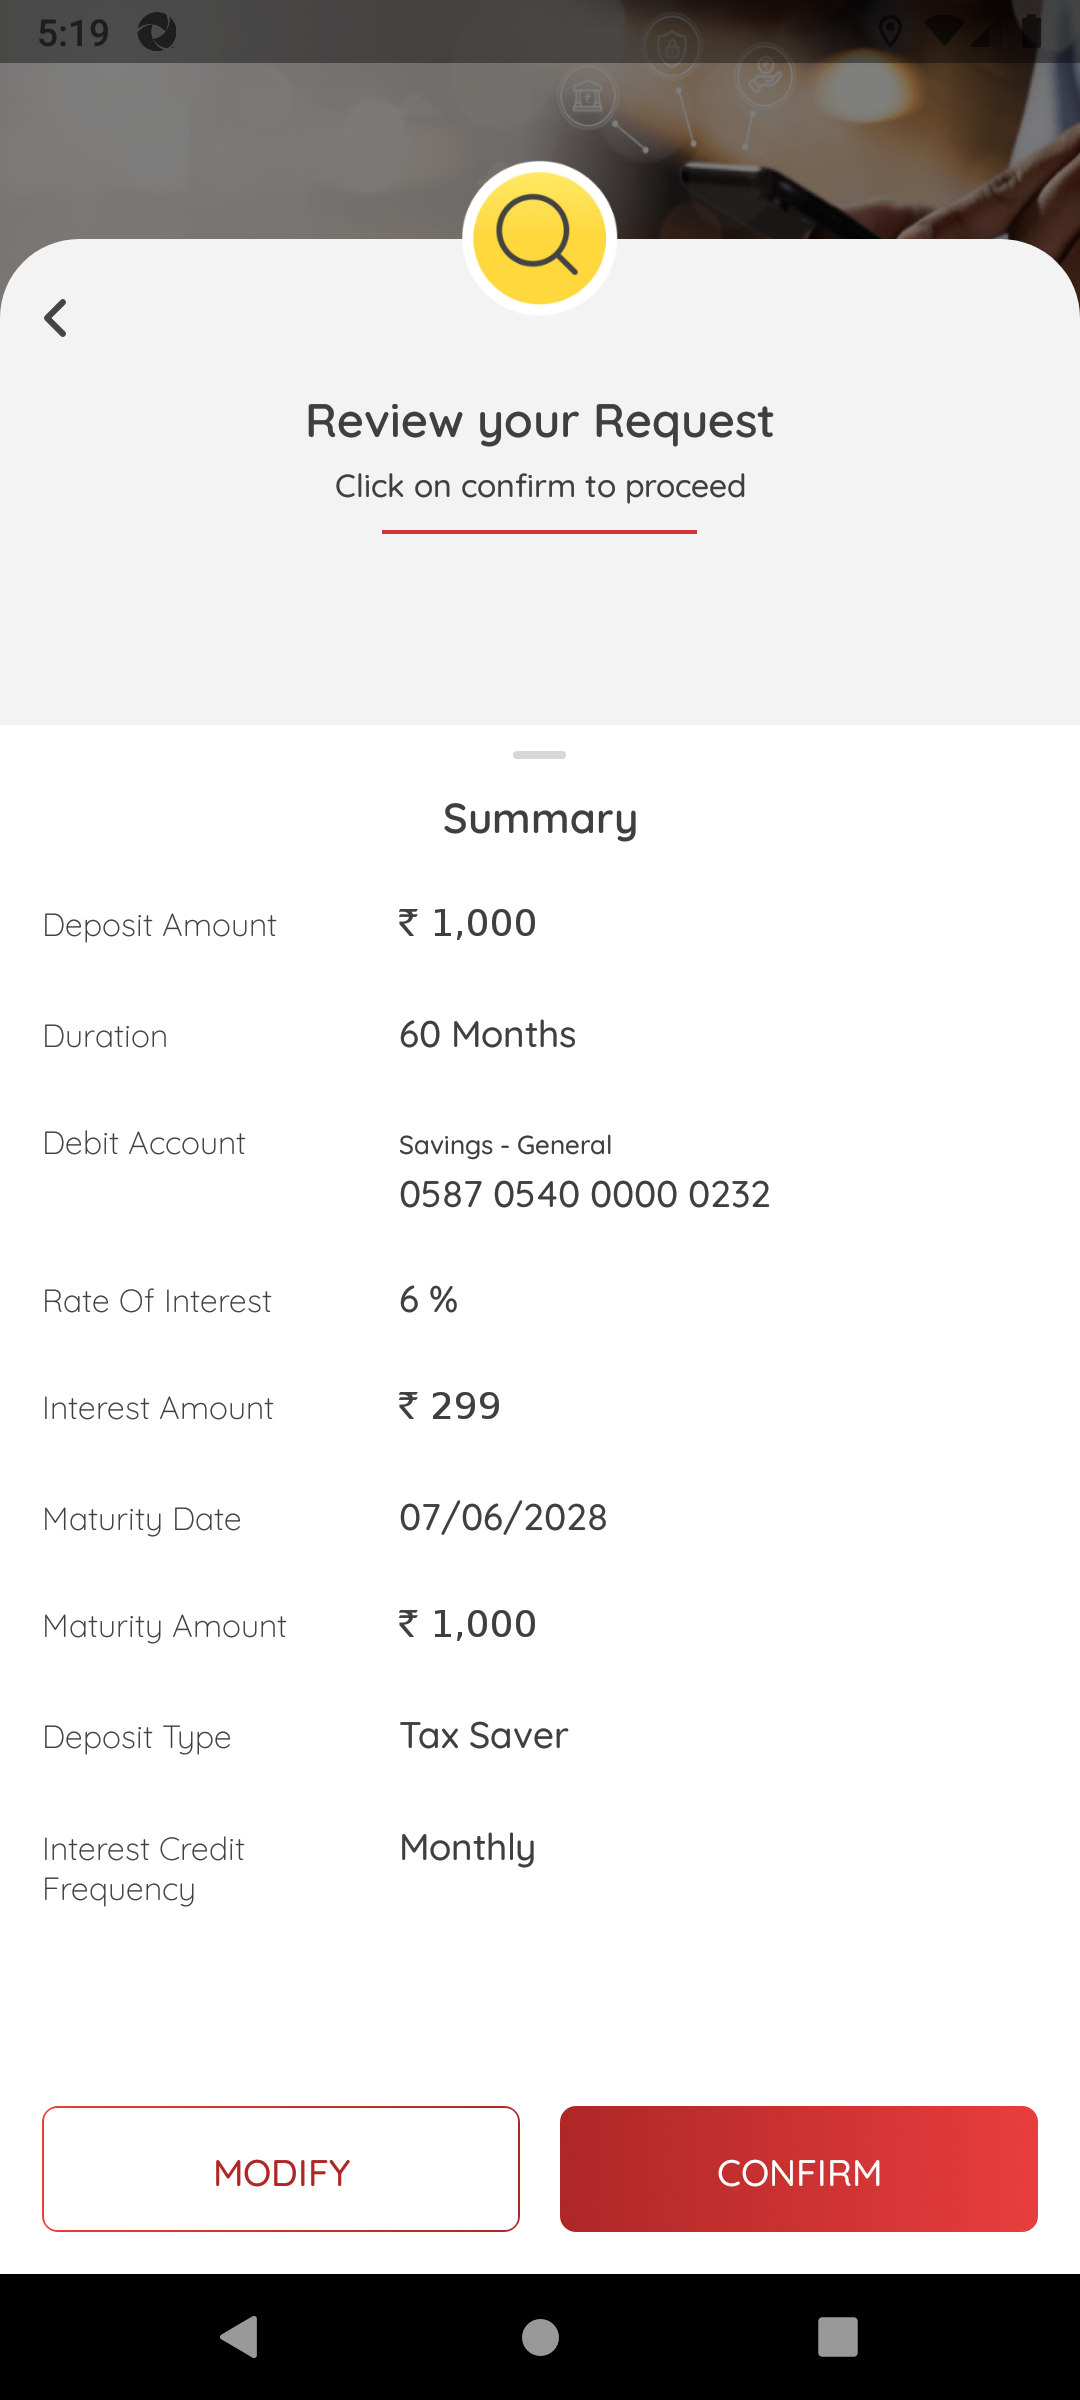 5:19
Review your Request
Click on confirm to proceed
Summary
Deposit Amount ₹ 1,000
Duration 60 Months
Debit Account Savings - General
0587 0540 0000 0232
Rate Of Interest 6 %
Interest Amount ₹ 299
Maturity Date 07/06/2028
Maturity Amount ₹ 1,000
Deposit Type Tax Saver
Interest Credit Monthly
Frequency
MODIFY CONFIRM